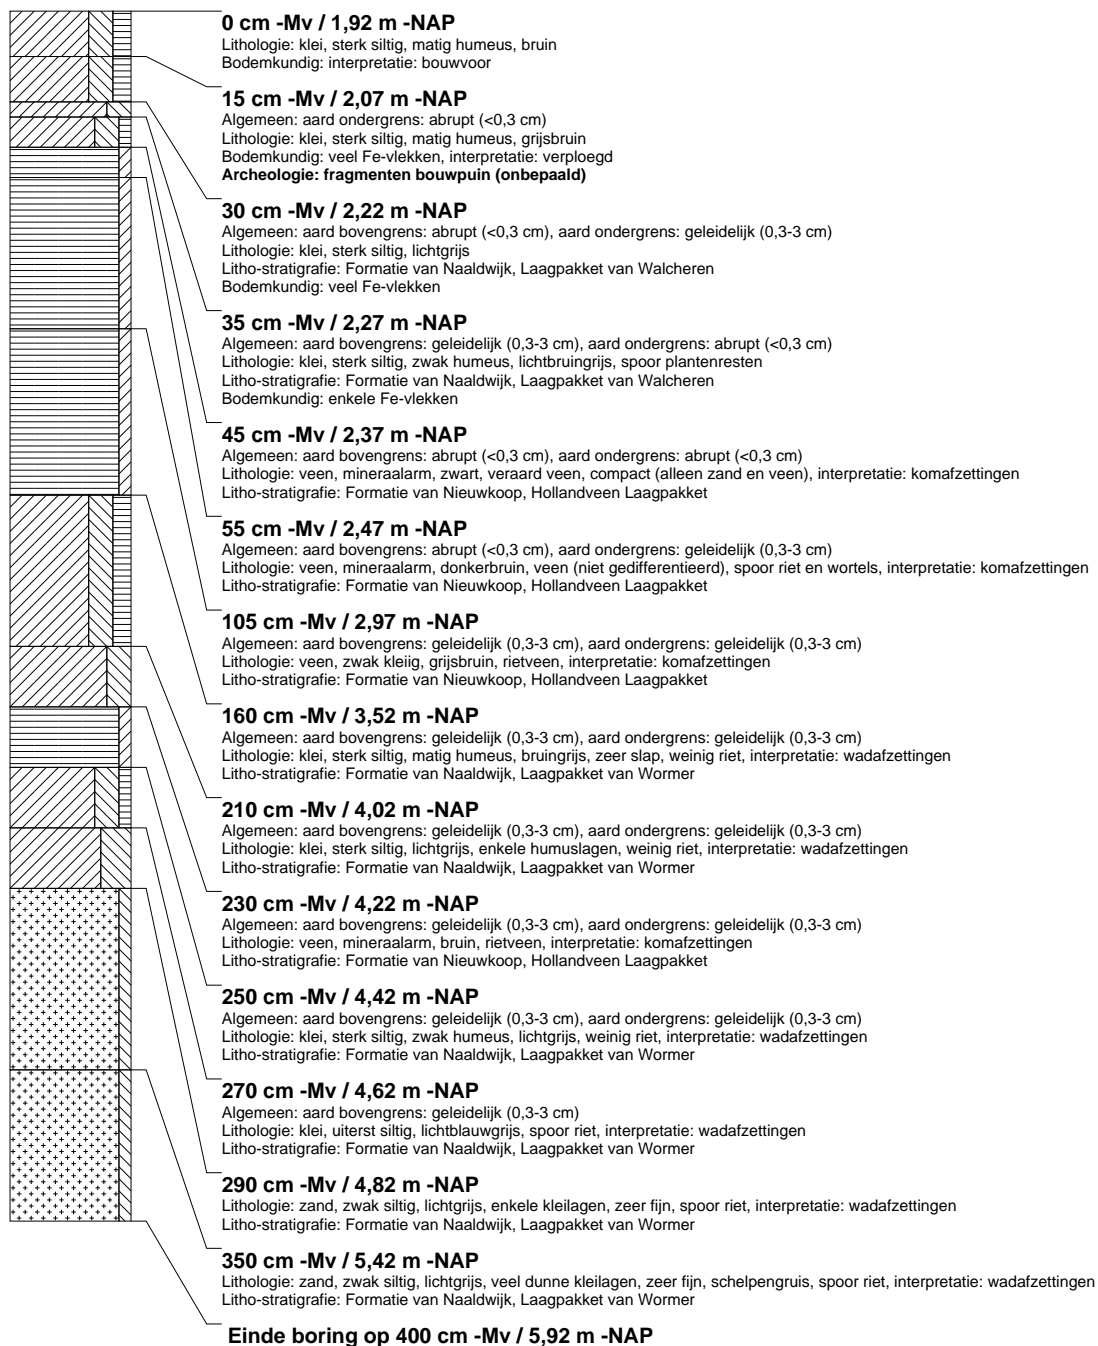 0 cm -Mv / 1,92 m -NAP
Lithologie: klei, sterk siltig, matig humeus, bruin
Bodemkundig: interpretatie: bouwvoor
15 cm -Mv / 2,07 m -NAP
Algemeen: aard ondergrens: abrupt (<0,3 cm)
Lithologie: klei, sterk siltig, matig humeus, grijsbruin
Bodemkundig: veel Fe-vlekken, interpretatie: verploegd
Archeologie: fragmenten bouwpuin (onbepaald)
30 cm -Mv / 2,22 m -NAP
Algemeen: aard bovengrens: abrupt (<0,3 cm), aard ondergrens: geleidelijk (0,3-3 cm)
Lithologie: klei, sterk siltig, lichtgrijs
Litho-stratigrafie: Formatie van Naaldwijk, Laagpakket van Walcheren
Bodemkundig: veel Fe-vlekken
35 cm -Mv / 2,27 m -NAP
Algemeen: aard bovengrens: geleidelijk (0,3-3 cm), aard ondergrens: abrupt (<0,3 cm)
Lithologie: klei, sterk siltig, zwak humeus, lichtbruingrijs, spoor plantenresten
Litho-stratigrafie: Formatie van Naaldwijk, Laagpakket van Walcheren
Bodemkundig: enkele Fe-vlekken
45 cm -Mv / 2,37 m -NAP
Algemeen: aard bovengrens: abrupt (<0,3 cm), aard ondergrens: abrupt (<0,3 cm)
Lithologie: veen, mineraalarm, zwart, veraard veen, compact (alleen zand en veen), interpretatie: komafzettingen
Litho-stratigrafie: Formatie van Nieuwkoop, Hollandveen Laagpakket
55 cm -Mv / 2,47 m -NAP
Algemeen: aard bovengrens: abrupt (<0,3 cm), aard ondergrens: geleidelijk (0,3-3 cm)
Lithologie: veen, mineraalarm, donkerbruin, veen (niet gedifferentieerd), spoor riet en wortels, interpretatie: komafzettingen
Litho-stratigrafie: Formatie van Nieuwkoop, Hollandveen Laagpakket
105 cm -Mv / 2,97 m -NAP
Algemeen: aard bovengrens: geleidelijk (0,3-3 cm), aard ondergrens: geleidelijk (0,3-3 cm)
Lithologie: veen, zwak kleiig, grijsbruin, rietveen, interpretatie: komafzettingen
Litho-stratigrafie: Formatie van Nieuwkoop, Hollandveen Laagpakket
160 cm -Mv / 3,52 m -NAP
Algemeen: aard bovengrens: geleidelijk (0,3-3 cm), aard ondergrens: geleidelijk (0,3-3 cm)
Lithologie: klei, sterk siltig, matig humeus, bruingrijs, zeer slap, weinig riet, interpretatie: wadafzettingen
Litho-stratigrafie: Formatie van Naaldwijk, Laagpakket van Wormer
210 cm -Mv / 4,02 m -NAP
Algemeen: aard bovengrens: geleidelijk (0,3-3 cm), aard ondergrens: geleidelijk (0,3-3 cm)
Lithologie: klei, sterk siltig, lichtgrijs, enkele humuslagen, weinig riet, interpretatie: wadafzettingen
Litho-stratigrafie: Formatie van Naaldwijk, Laagpakket van Wormer
230 cm -Mv / 4,22 m -NAP
Algemeen: aard bovengrens: geleidelijk (0,3-3 cm), aard ondergrens: geleidelijk (0,3-3 cm)
Lithologie: veen, mineraalarm, bruin, rietveen, interpretatie: komafzettingen
Litho-stratigrafie: Formatie van Nieuwkoop, Hollandveen Laagpakket
250 cm -Mv / 4,42 m -NAP
Algemeen: aard bovengrens: geleidelijk (0,3-3 cm), aard ondergrens: geleidelijk (0,3-3 cm)
Lithologie: klei, sterk siltig, zwak humeus, lichtgrijs, weinig riet, interpretatie: wadafzettingen
Litho-stratigrafie: Formatie van Naaldwijk, Laagpakket van Wormer
270 cm -Mv / 4,62 m -NAP
Algemeen: aard bovengrens: geleidelijk (0,3-3 cm)
Lithologie: klei, uiterst siltig, lichtblauwgrijs, spoor riet, interpretatie: wadafzettingen
Litho-stratigrafie: Formatie van Naaldwijk, Laagpakket van Wormer
290 cm -Mv / 4,82 m -NAP
Lithologie: zand, zwak siltig, lichtgrijs, enkele kleilagen, zeer fijn, spoor riet, interpretatie: wadafzettingen
Litho-stratigrafie: Formatie van Naaldwijk, Laagpakket van Wormer
350 cm -Mv / 5,42 m -NAP
Lithologie: zand, zwak siltig, lichtgrijs, veel dunne kleilagen, zeer fijn, schelpengruis, spoor riet, interpretatie: wadafzettingen
Litho-stratigrafie: Formatie van Naaldwijk, Laagpakket van Wormer
Einde boring op 400 cm -Mv / 5,92 m -NAP